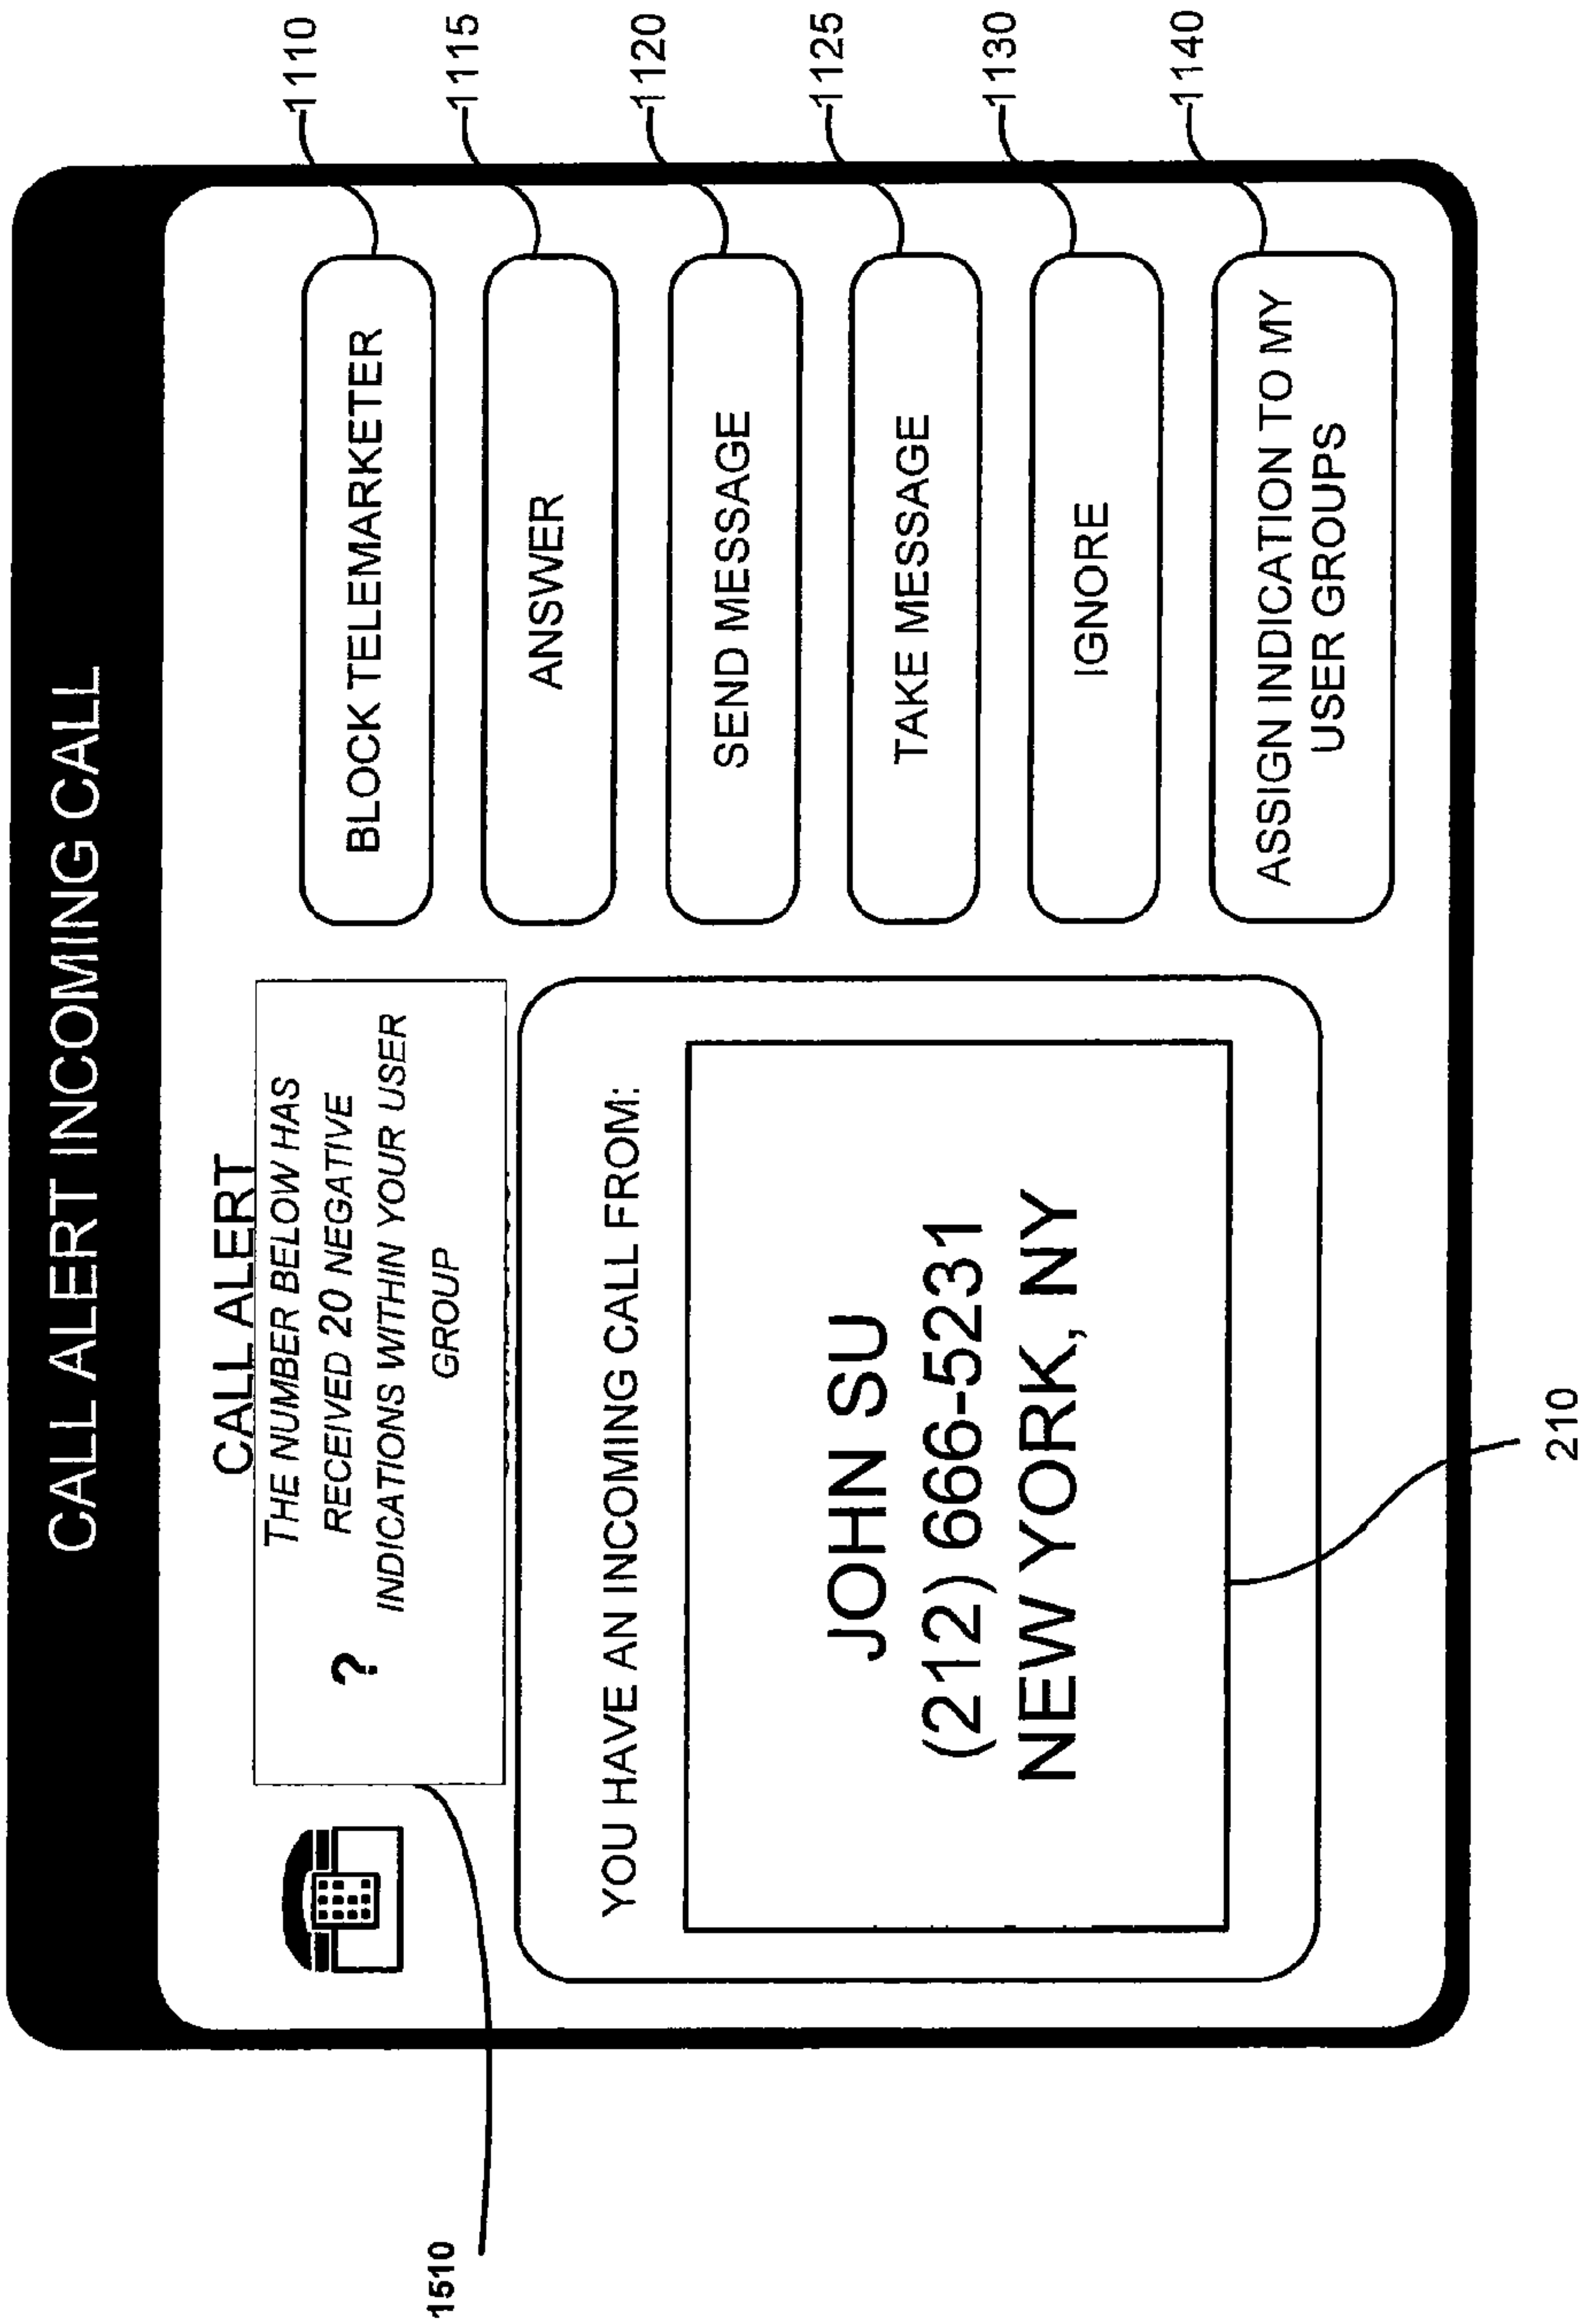 CALL ALERT INCOMING CALL
CALL ALERT
THE NUMBER BELOW HAS
RECEIVED 20 NEGATIVE
? INDICATIONS WITHIN YOUR USER
GROUP
YOU HAVE AN INCOMING CALL FROM:
JOHN SU
(212) 666-5231
NEW YORK, NY
BLOCK TELEMARKETER
ANSWER
SEND MESSAGE
TAKE MESSAGE
IGNORE
ASSIGN INDICATION TO MY
USER GROUPS
1110
1115
1120
1125
1130
1140
1510
210